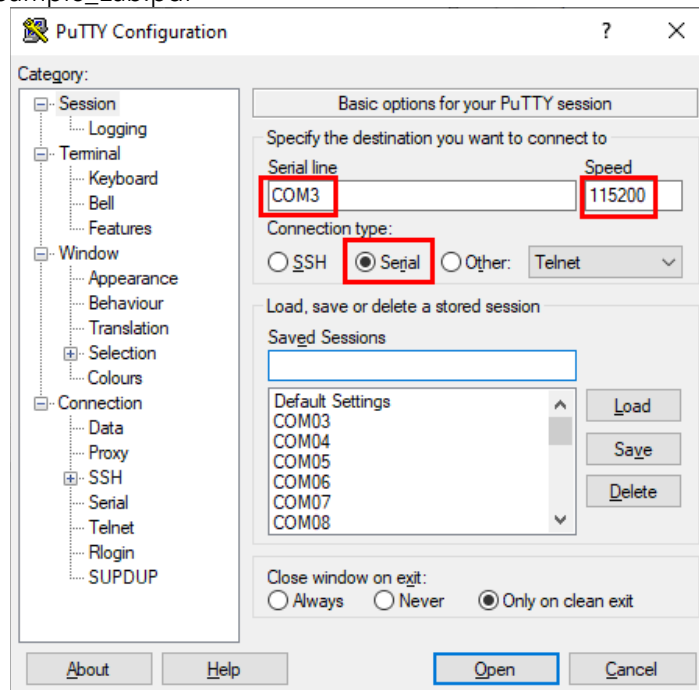 PuTTY Configuration ? ×
Category:
Session
Logging
Terminal
Keyboard
Bell
Features
Window
Appearance
Behaviour
Translation
Selection
Colours
Connection
Data
Proxy
SSH
Serial
Telnet
Rlogin
SUPDUP
Basic options for your PuTTY session
Specify the destination you want to connect to
Serial line Speed
COM3 115200
Connection type:
SSH Serial Other: Telnet
Load, save or delete a stored session
Saved Sessions
Default Settings
COM03
COM04
COM05
COM06
COM07
COM08
Load
Save
Delete
Close window on exit:
Always Never Only on clean exit
About Help Open Cancel